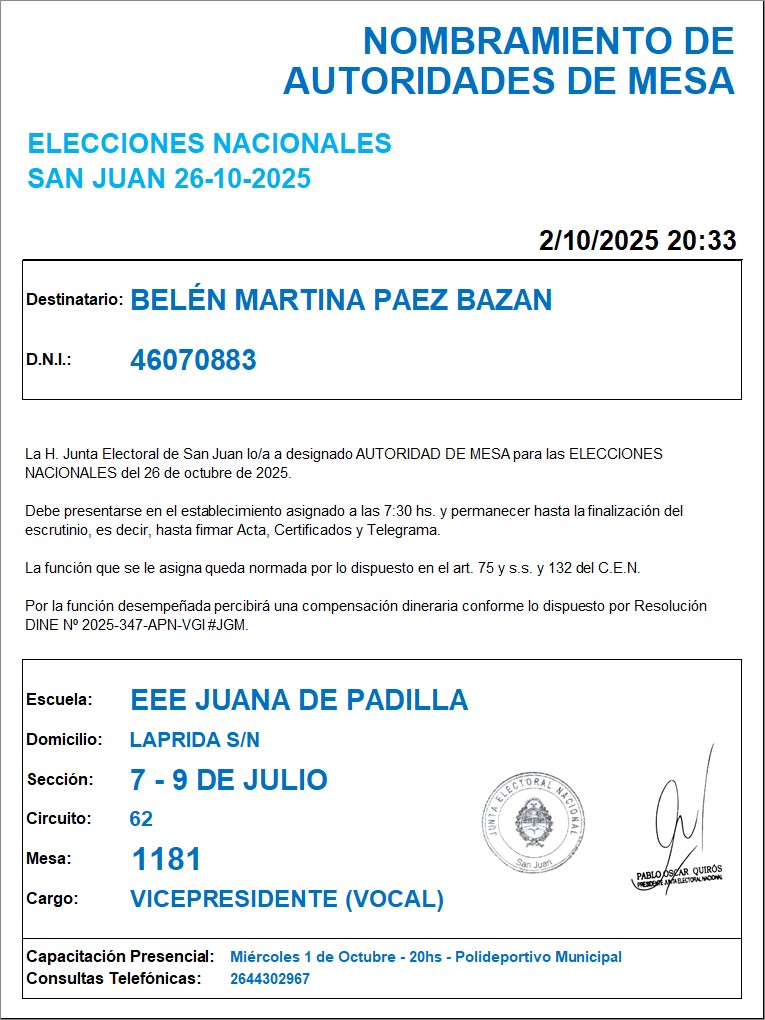 NOMBRAMIENTO DE
AUTORIDADES DE MESA
ELECCIONES NACIONALES
SAN JUAN 26-10-2025
2/10/2025 20:33
Destinatario: BELÉN MARTINA PAEZ BAZAN
D.N.I.: 46070883
La H. Junta Electoral de San Juan lo/a a designado AUTORIDAD DE MESA para las ELECCIONES
NACIONALES del 26 de octubre de 2025.
Debe presentarse en el establecimiento asignado a las 7:30 hs. y permanecer hasta la finalización del
escrutinio, es decir, hasta firmar Acta, Certificados y Telegrama.
La función que se le asigna queda normada por lo dispuesto en el art. 75 y s.s. y 132 del C.E.N.
Por la función desempeñada percibirá una compensación dineraria conforme lo dispuesto por Resolución
DINE Nº 2025-347-APN-VGI#JGM.
Escuela: EEE JUANA DE PADILLA
Domicilio: LAPRIDA S/N
Sección: 7 - 9 DE JULIO
Circuito: 62
Mesa: 1181
Cargo: VICEPRESIDENTE (VOCAL)
JUNTA ELECTORAL NACIONAL
San Juan
PABLO OSCAR QUIRÓS
PRESIDENTE JUNTA ELECTORAL NACIONAL
Capacitación Presencial: Miércoles 1 de Octubre - 20hs - Polideportivo Municipal
Consultas Telefónicas: 2644302967